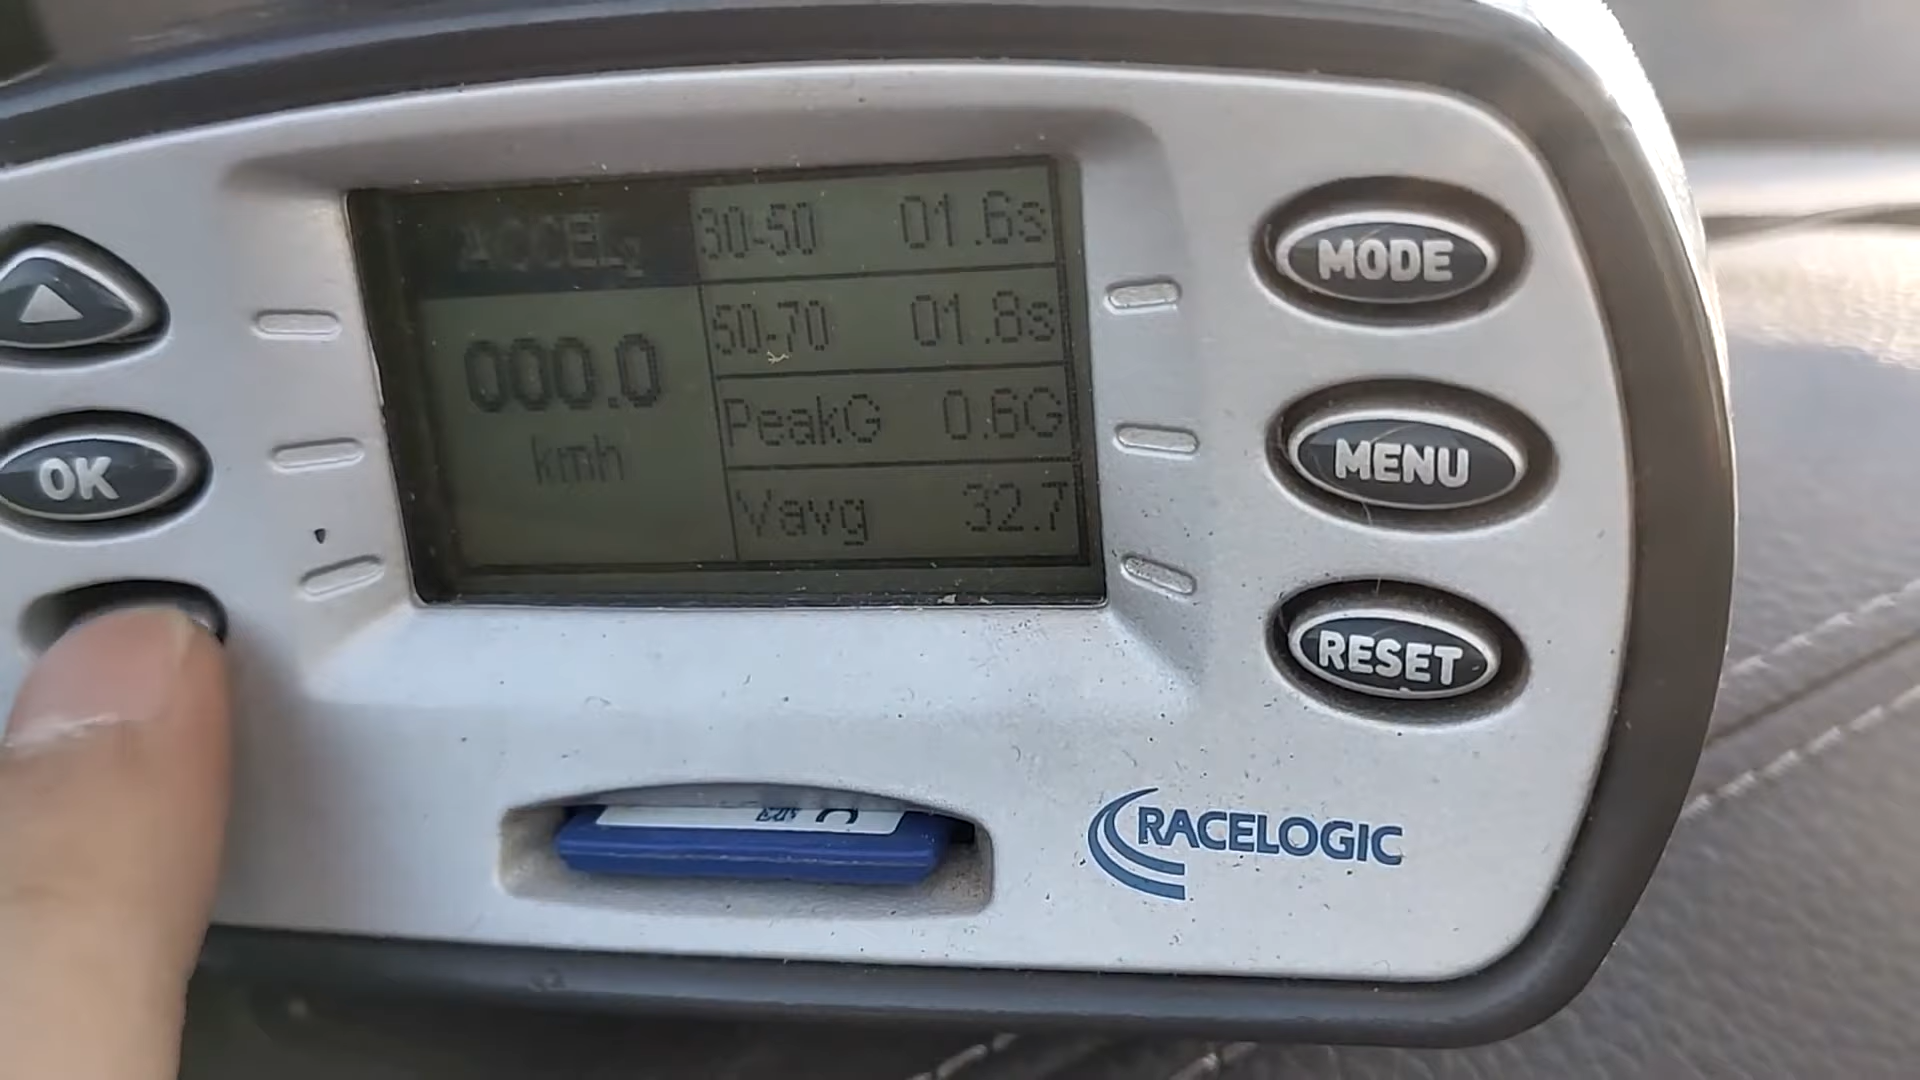 ACCEL2
30-50 01.6s
50-70 01.8s
000.0
kmh
PeakG 0.6G
Vavg 32.7
MODE
OK
MENU
RESET
RACELOGIC